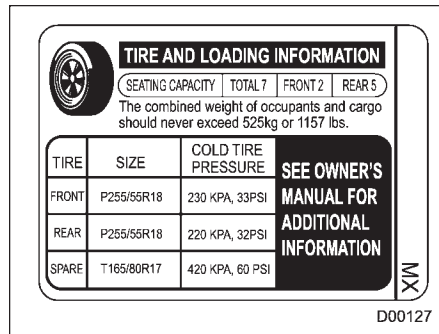 TIRE AND LOADING INFORMATION
SEATING CAPACITY TOTAL 7 FRONT 2 REAR 5
The combined weight of occupants and cargo
should never exceed 525kg or 1157 lbs.
TIRE SIZE COLD TIRE PRESSURE
FRONT P255/55R18 230 KPA, 33PSI
REAR P255/55R18 220 KPA, 32PSI
SPARE T165/80R17 420 KPA, 60 PSI
SEE OWNER'S
MANUAL FOR
ADDITIONAL
INFORMATION
MX
D00127